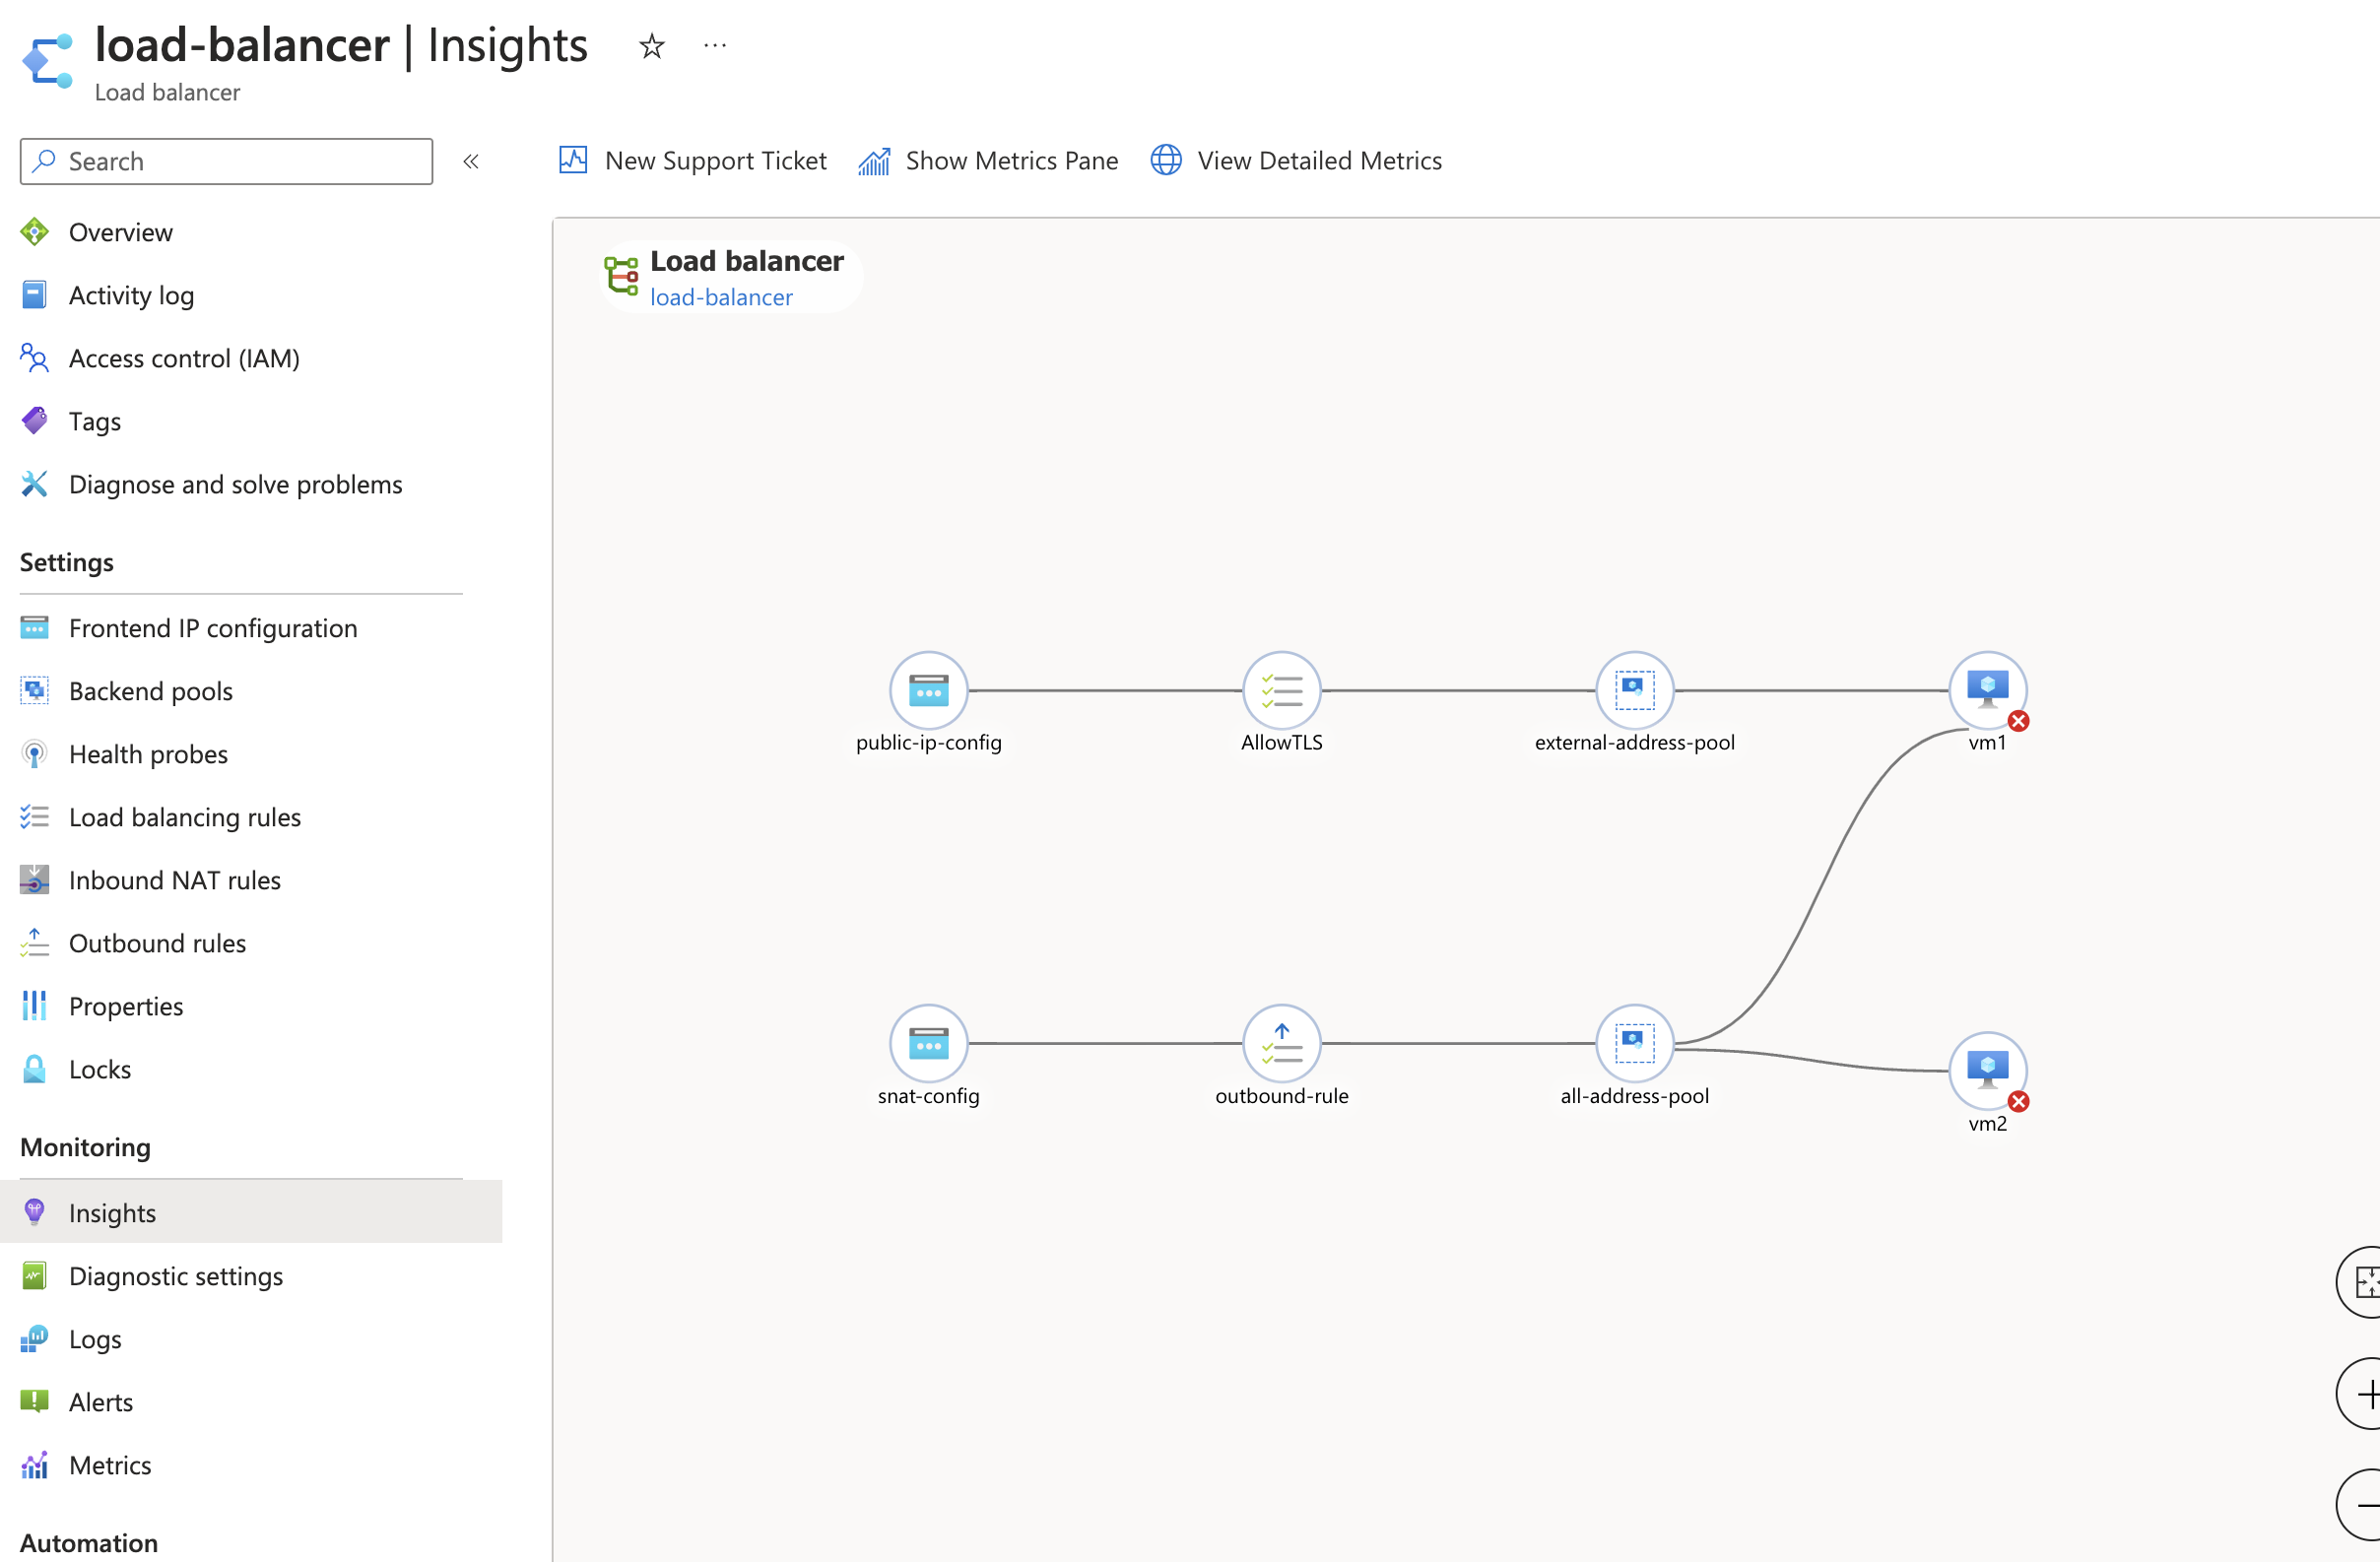 load-balancer | Insights
Load balancer
Search
New Support Ticket
Show Metrics Pane
View Detailed Metrics
Overview
Activity log
Access control (IAM)
Tags
Diagnose and solve problems
Settings
Frontend IP configuration
Backend pools
Health probes
Load balancing rules
Inbound NAT rules
Outbound rules
Properties
Locks
Monitoring
Insights
Diagnostic settings
Logs
Alerts
Metrics
Automation
Load balancer
load-balancer
public-ip-config
AllowTLS
external-address-pool
vm1
snat-config
outbound-rule
all-address-pool
vm2